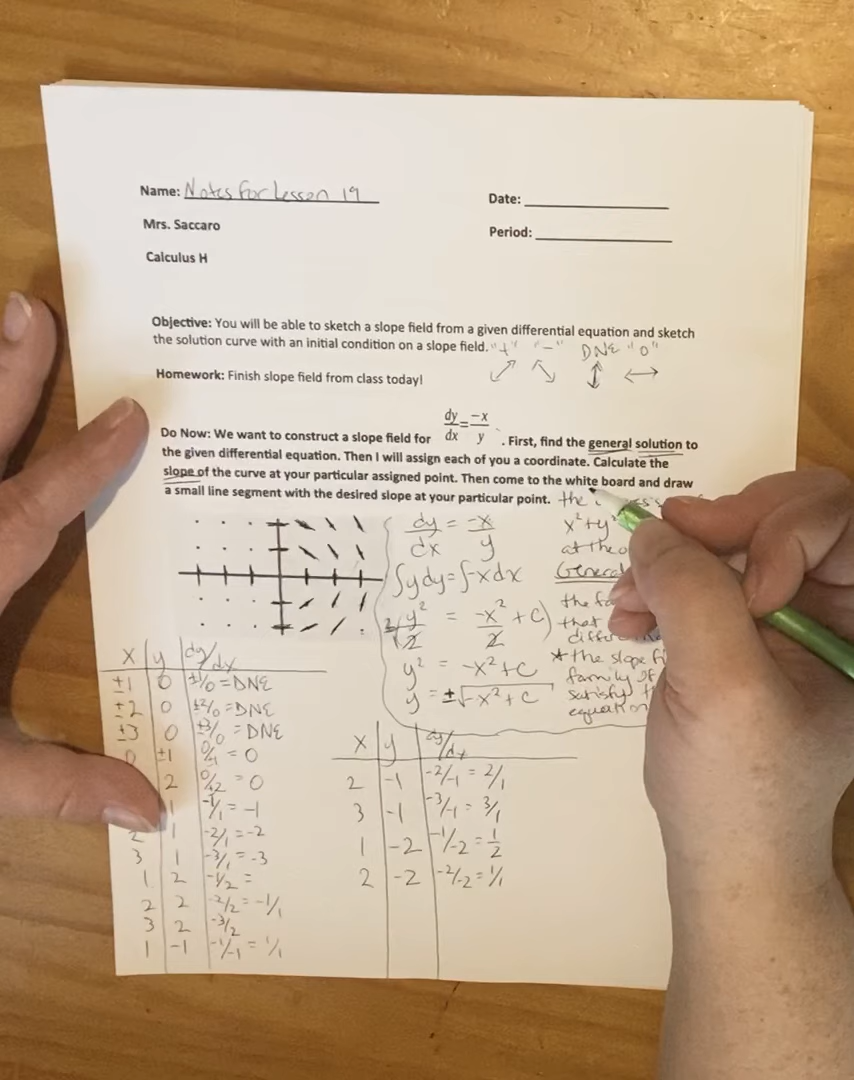 Name: Notes for Lesson 19
Date:
Mrs. Saccaro
Period:
Calculus H
Objective: You will be able to sketch a slope field from a given differential equation and sketch
the solution curve with an initial condition on a slope field. "+" "-" DNE "0"
Homework: Finish slope field from class today!
Do Now: We want to construct a slope field for dy/dx = -x/y . First, find the general solution to
the given differential equation. Then I will assign each of you a coordinate. Calculate the
slope of the curve at your particular assigned point. Then come to the white board and draw
a small line segment with the desired slope at your particular point. the
dy/dx = -x/y
x²+y²
at the
∫ydy=∫-xdx
the
y²/2 = -x²/2 + C
that
y² = -x²+C
*the slope
family of
y = ±√-x²+C
satisfy
equation
x y dy/dx
±1 0 ±1/0 = DNE
±2 0 ±2/0 = DNE
±3 0 ±3/0 = DNE
0 ±1 0/±1 = 0
2 0/±2 = 0
1 -1/1 = -1
2 1 -2/1 = -2
3 1 -3/1 = -3
1 2 -1/2 =
2 2 -2/2 = -1/1
3 2 -3/2
1 -1 -1/-1 = 1/1
x y dy/dx
2 -1 -2/-1 = 2/1
3 -1 -3/-1 = 3/1
1 -2 -1/-2 = 1/2
2 -2 -2/-2 = 1/1